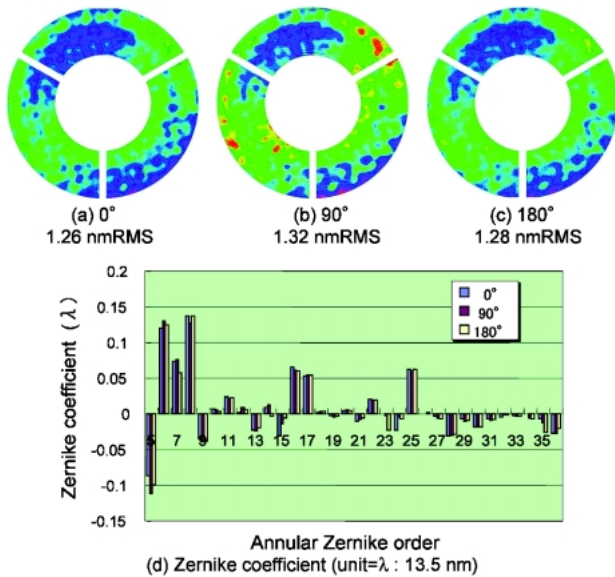 (a) 0°
(b) 90°
(c) 180°
1.26 nmRMS
1.32 nmRMS
1.28 nmRMS
0.2
0.15
0.1
0.05
0
-0.05
-0.1
-0.15
Zernike coefficient (λ)
0°
90°
180°
5 7 9 11 13 15 17 19 21 23 25 27 29 31 33 35
Annular Zernike order
(d) Zernike coefficient (unit=λ : 13.5 nm)